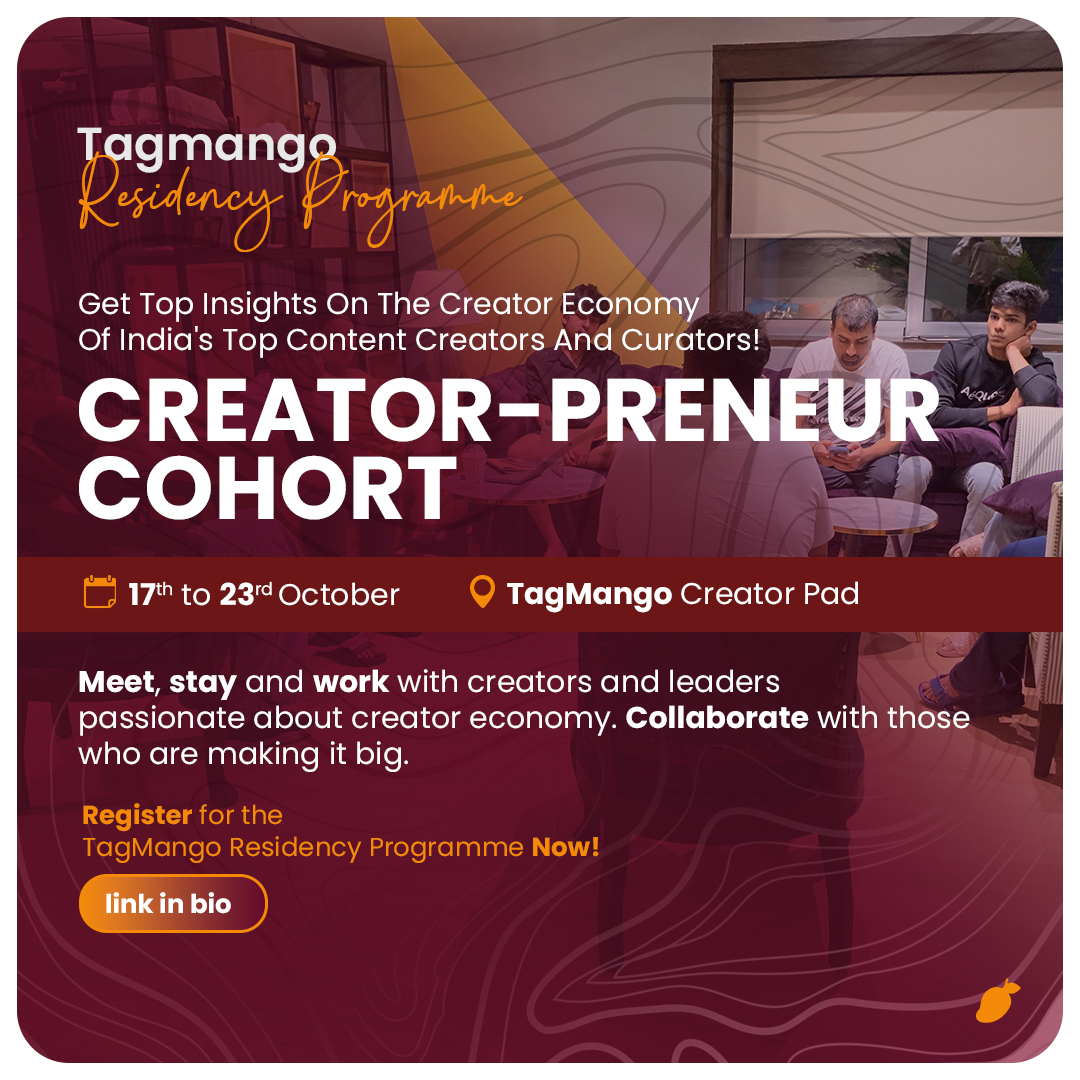 Tagmango
Residency Programme
Get Top Insights On The Creator Economy
Of India's Top Content Creators And Curators!
CREATOR-PRENEUR
COHORT
17th to 23rd October
TagMango Creator Pad
Meet, stay and work with creators and leaders
passionate about creator economy. Collaborate with those
who are making it big.
Register for the
TagMango Residency Programme Now!
link in bio